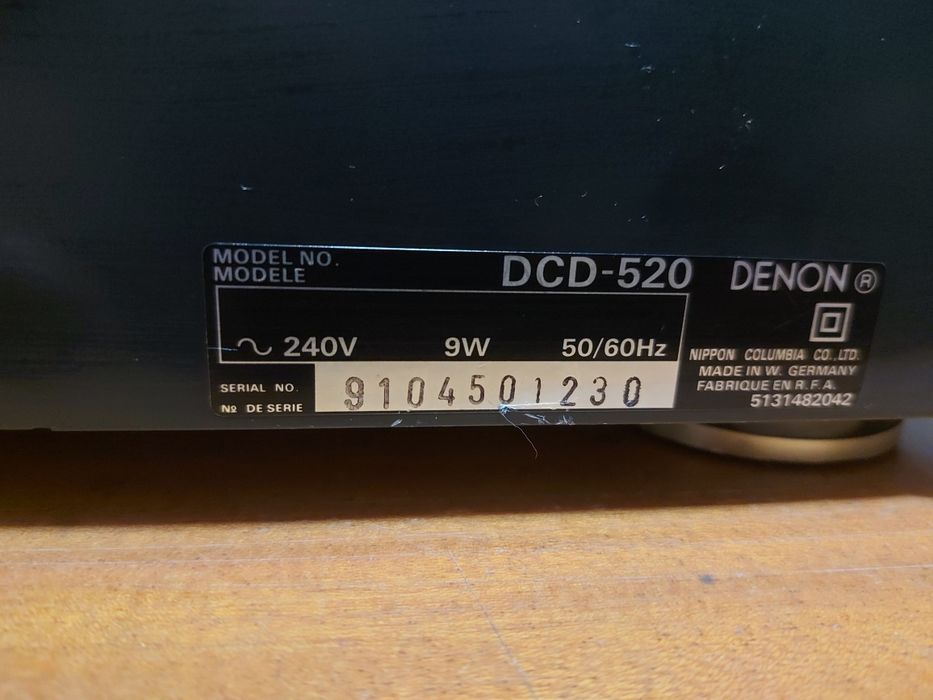 MODEL NO.
MODELE
DCD-520
∿ 240V 9W 50/60Hz
SERIAL NO.
Nº DE SERIE
9104501230
DENON ®
NIPPON COLUMBIA CO.,LTD.
MADE IN W. GERMANY
FABRIQUE EN R.F.A.
5131482042